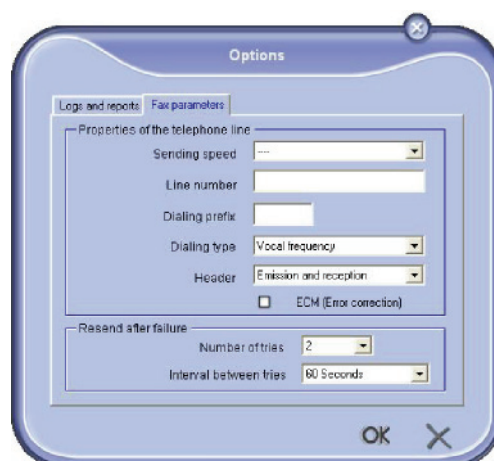 Options
Logs and reports Fax parameters
Properties of the telephone line
Sending speed ---
Line number
Dialing prefix
Dialing type Vocal frequency
Header Emission and reception
ECM (Error correction)
Resend after failure
Number of tries 2
Interval between tries 60 Seconds
OK